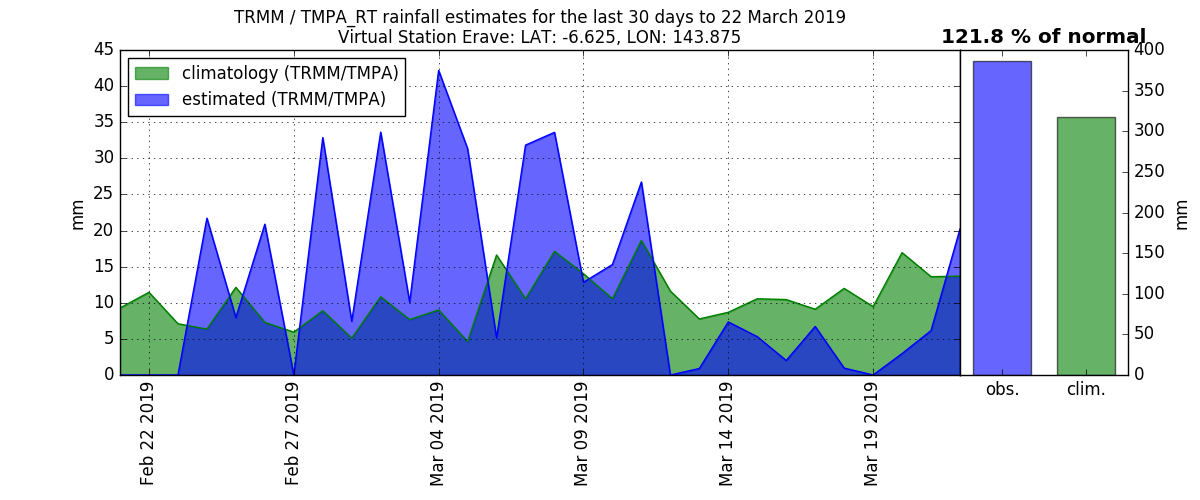 TRMM / TMPA_RT rainfall estimates for the last 30 days to 22 March 2019
Virtual Station Erave: LAT: -6.625, LON: 143.875
121.8 % of normal
climatology (TRMM/TMPA)
estimated (TRMM/TMPA)
45
40
35
30
25
20
15
10
5
0
mm
Feb 22 2019
Feb 27 2019
Mar 04 2019
Mar 09 2019
Mar 14 2019
Mar 19 2019
obs.
clim.
400
350
300
250
200
150
100
50
0
mm